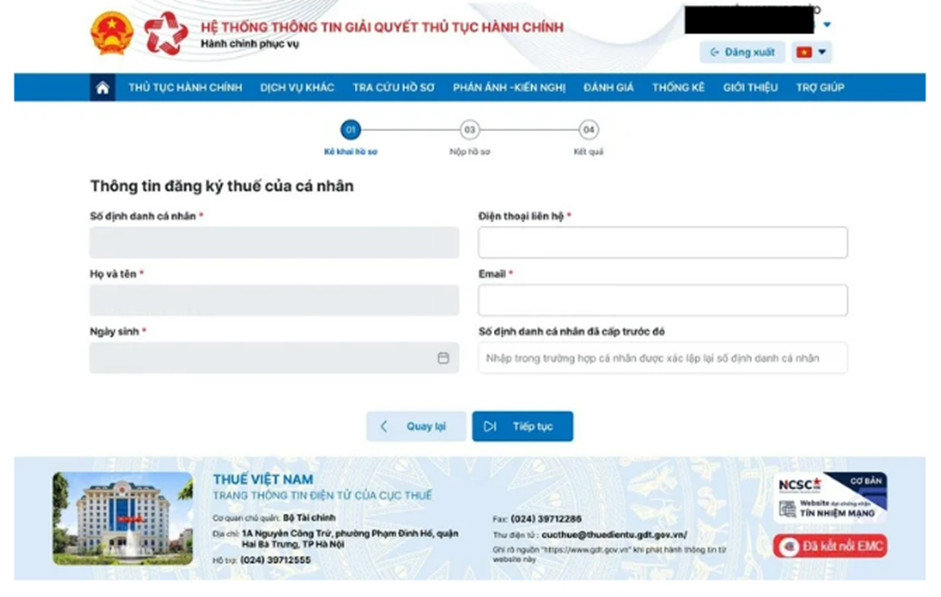 HỆ THỐNG THÔNG TIN GIẢI QUYẾT THỦ TỤC HÀNH CHÍNH
Hành chính phục vụ
Đăng xuất
THỦ TỤC HÀNH CHÍNH DỊCH VỤ KHÁC TRA CỨU HỒ SƠ PHẢN ÁNH -KIẾN NGHỊ ĐÁNH GIÁ THỐNG KÊ GIỚI THIỆU TRỢ GIÚP
01 03 04
Kê khai hồ sơ Nộp hồ sơ Kết quả
Thông tin đăng ký thuế của cá nhân
Số định danh cá nhân *
Điện thoại liên hệ *
Họ và tên *
Email *
Ngày sinh *
Số định danh cá nhân đã cấp trước đó
Nhập trong trường hợp cá nhân được xác lập lại số định danh cá nhân
Quay lại Tiếp tục
THUẾ VIỆT NAM
TRANG THÔNG TIN ĐIỆN TỬ CỦA CỤC THUẾ
Cơ quan chủ quản: Bộ Tài chính
Địa chỉ: 1A Nguyễn Công Trứ, phường Phạm Đình Hổ, quận
Hai Bà Trưng, TP Hà Nội
Hỗ trợ: (024) 39712555
Fax: (024) 39712286
Thư điện tử : cucthue@thuedientu.gdt.gov.vn/
Ghi rõ nguồn "https://www.gdt.gov.vn" khi phát hành thông tin từ
website này
NCSC CƠ BẢN
Website đạt chứng nhận
TÍN NHIỆM MẠNG
Đã kết nối EMC